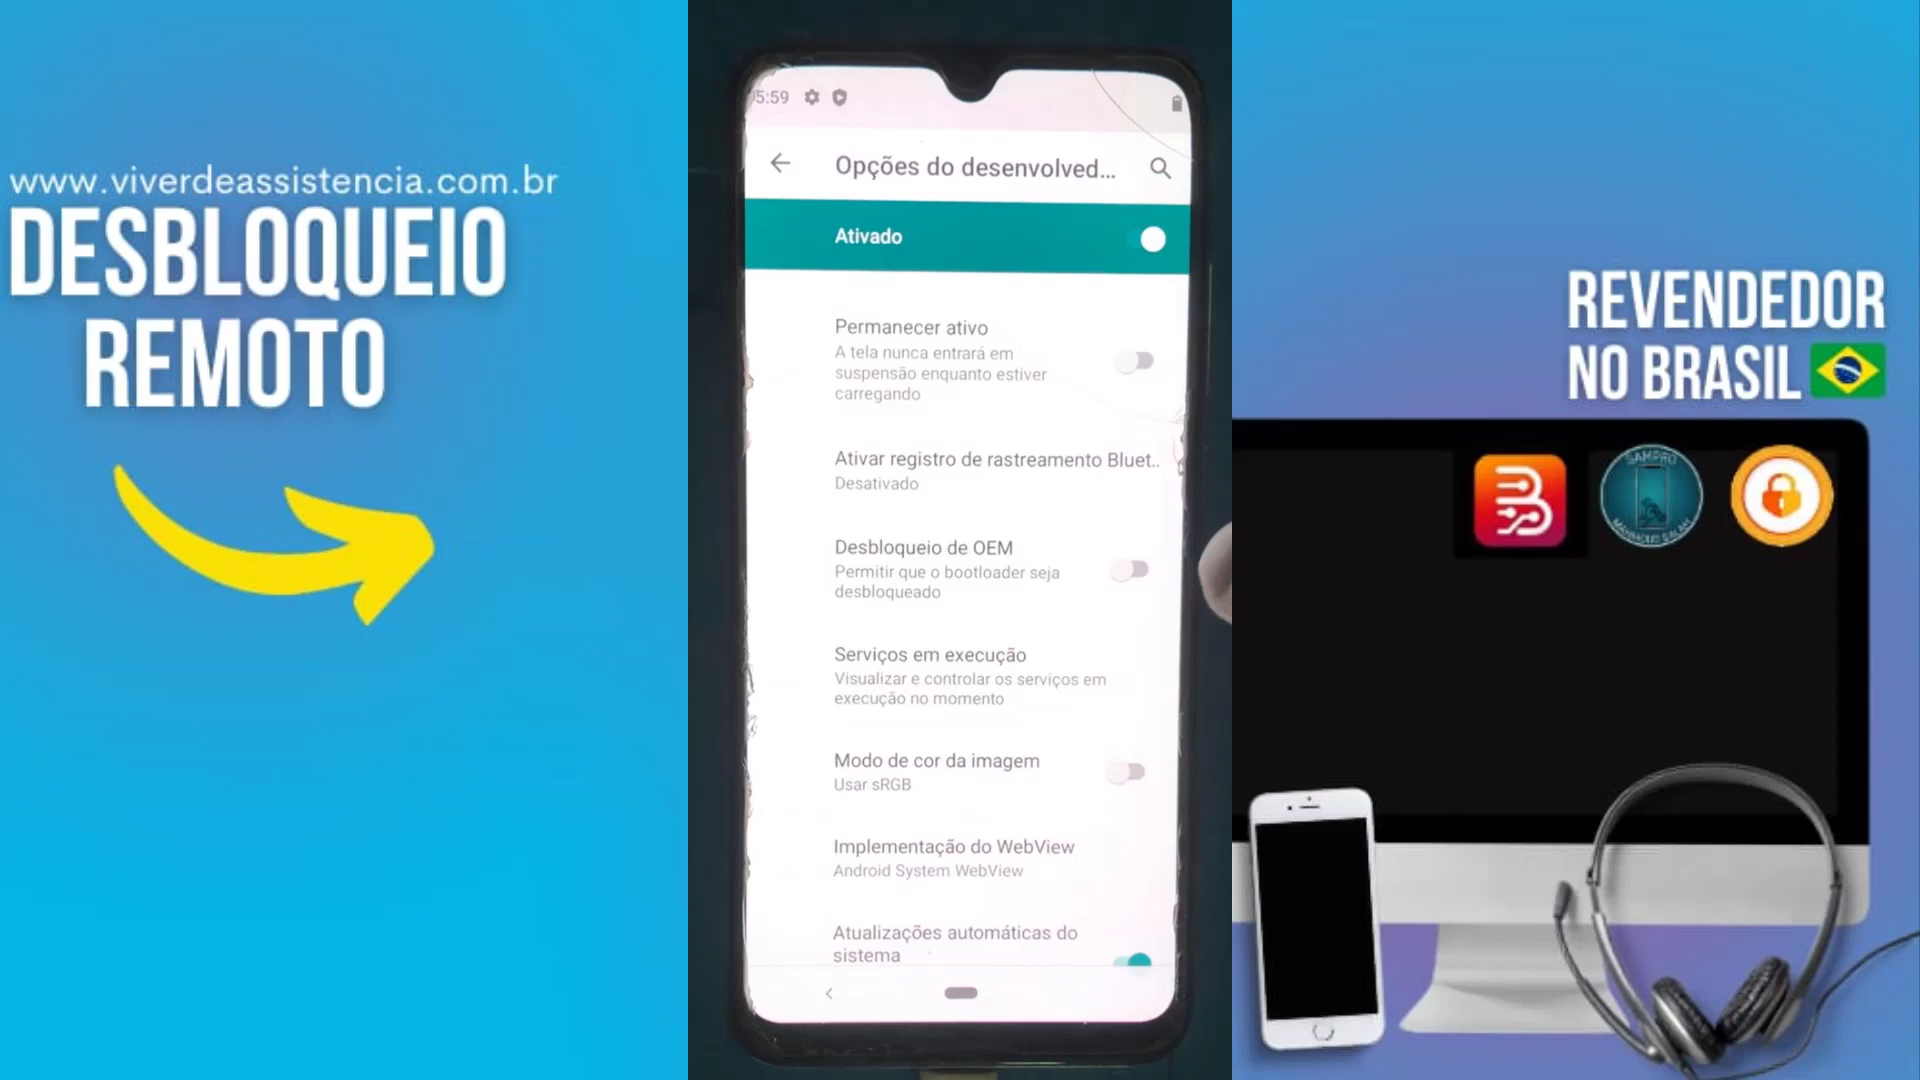 www.viverdeassistencia.com.br
DESBLOQUEIO
REMOTO
5:59
Opções do desenvolved...
Ativado
Permanecer ativo
A tela nunca entrará em
suspensão enquanto estiver
carregando
Ativar registro de rastreamento Bluet..
Desativado
Desbloqueio de OEM
Permitir que o bootloader seja
desbloqueado
Serviços em execução
Visualizar e controlar os serviços em
execução no momento
Modo de cor da imagem
Usar sRGB
Implementação do WebView
Android System WebView
Atualizações automáticas do
sistema
REVENDEDOR
NO BRASIL
SAMPRO
MAHMOUD SALAH